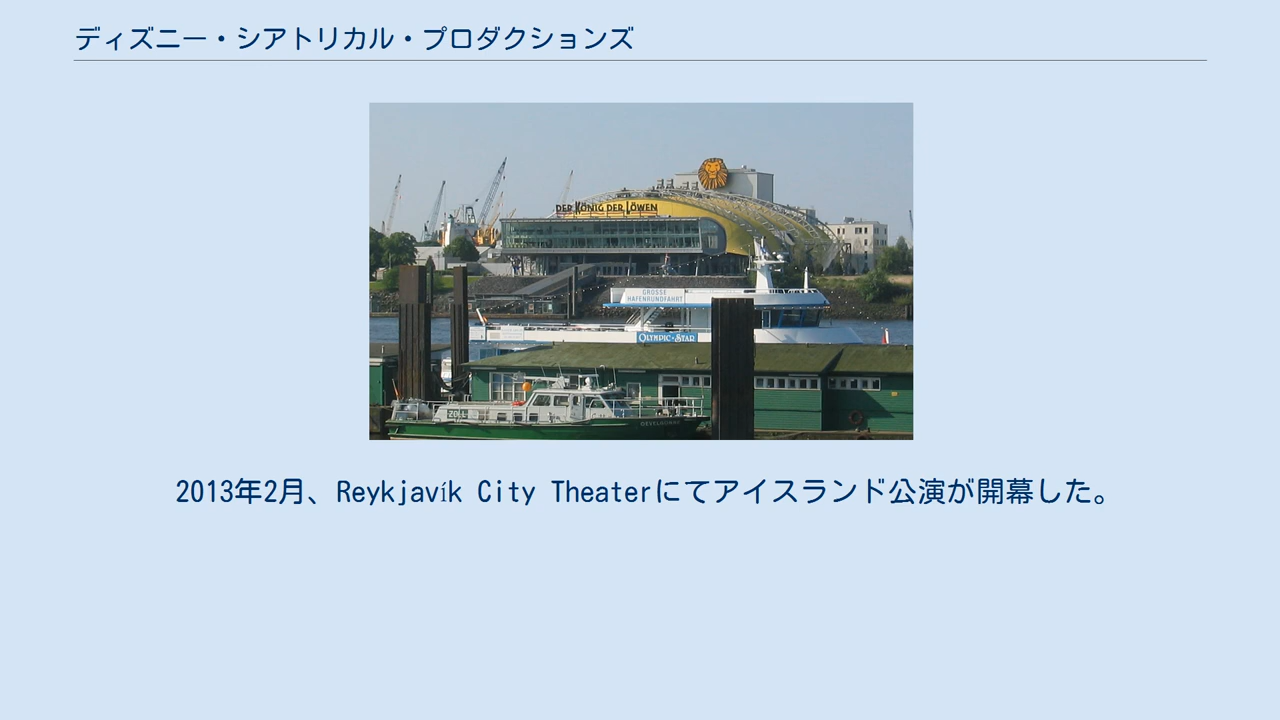 ディズニー・シアトリカル・プロダクションズ
DER KÖNIG DER LÖWEN
GROSSE
HAFENRUNDFAHRT
OLYMPIC STAR
ZOLL
2013年2月、Reykjavík City Theaterにてアイスランド公演が開幕した。